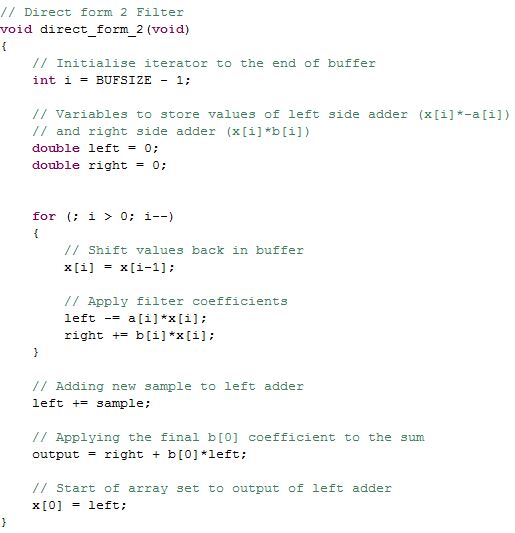 // Direct form 2 Filter
void direct_form_2(void)
{
// Initialise iterator to the end of buffer
int i = BUFSIZE - 1;
// Variables to store values of left side adder (x[i]*-a[i])
// and right side adder (x[i]*b[i])
double left = 0;
double right = 0;
for (; i > 0; i--)
{
// Shift values back in buffer
x[i] = x[i-1];
// Apply filter coefficients
left -= a[i]*x[i];
right += b[i]*x[i];
}
// Adding new sample to left adder
left += sample;
// Applying the final b[0] coefficient to the sum
output = right + b[0]*left;
// Start of array set to output of left adder
x[0] = left;
}